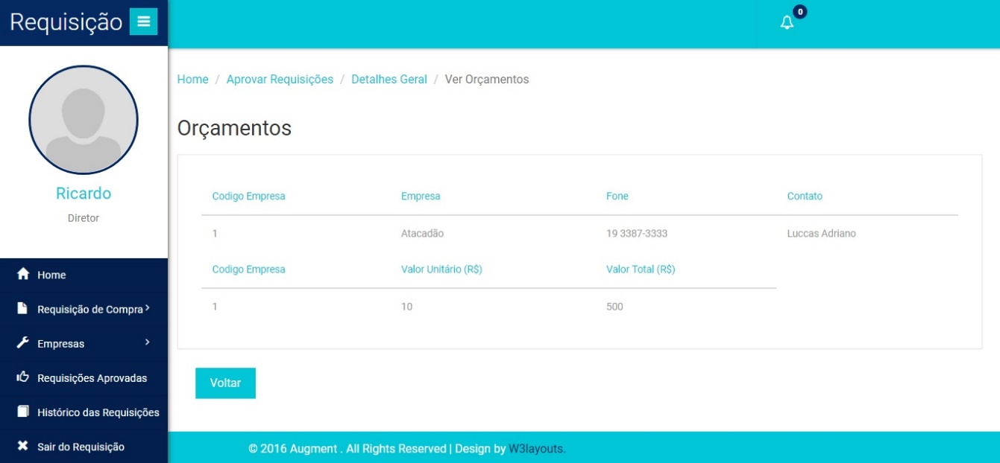 Requisição
0
Home / Aprovar Requisições / Detalhes Geral / Ver Orçamentos
Orçamentos
Ricardo
Diretor
Codigo Empresa Empresa Fone Contato
1 Atacadão 19 3387-3333 Luccas Adriano
Codigo Empresa Valor Unitário (R$) Valor Total (R$)
1 10 500
Voltar
Home
Requisição de Compra
Empresas
Requisições Aprovadas
Histórico das Requisições
Sair do Requisição
© 2016 Augment . All Rights Reserved | Design by W3layouts.